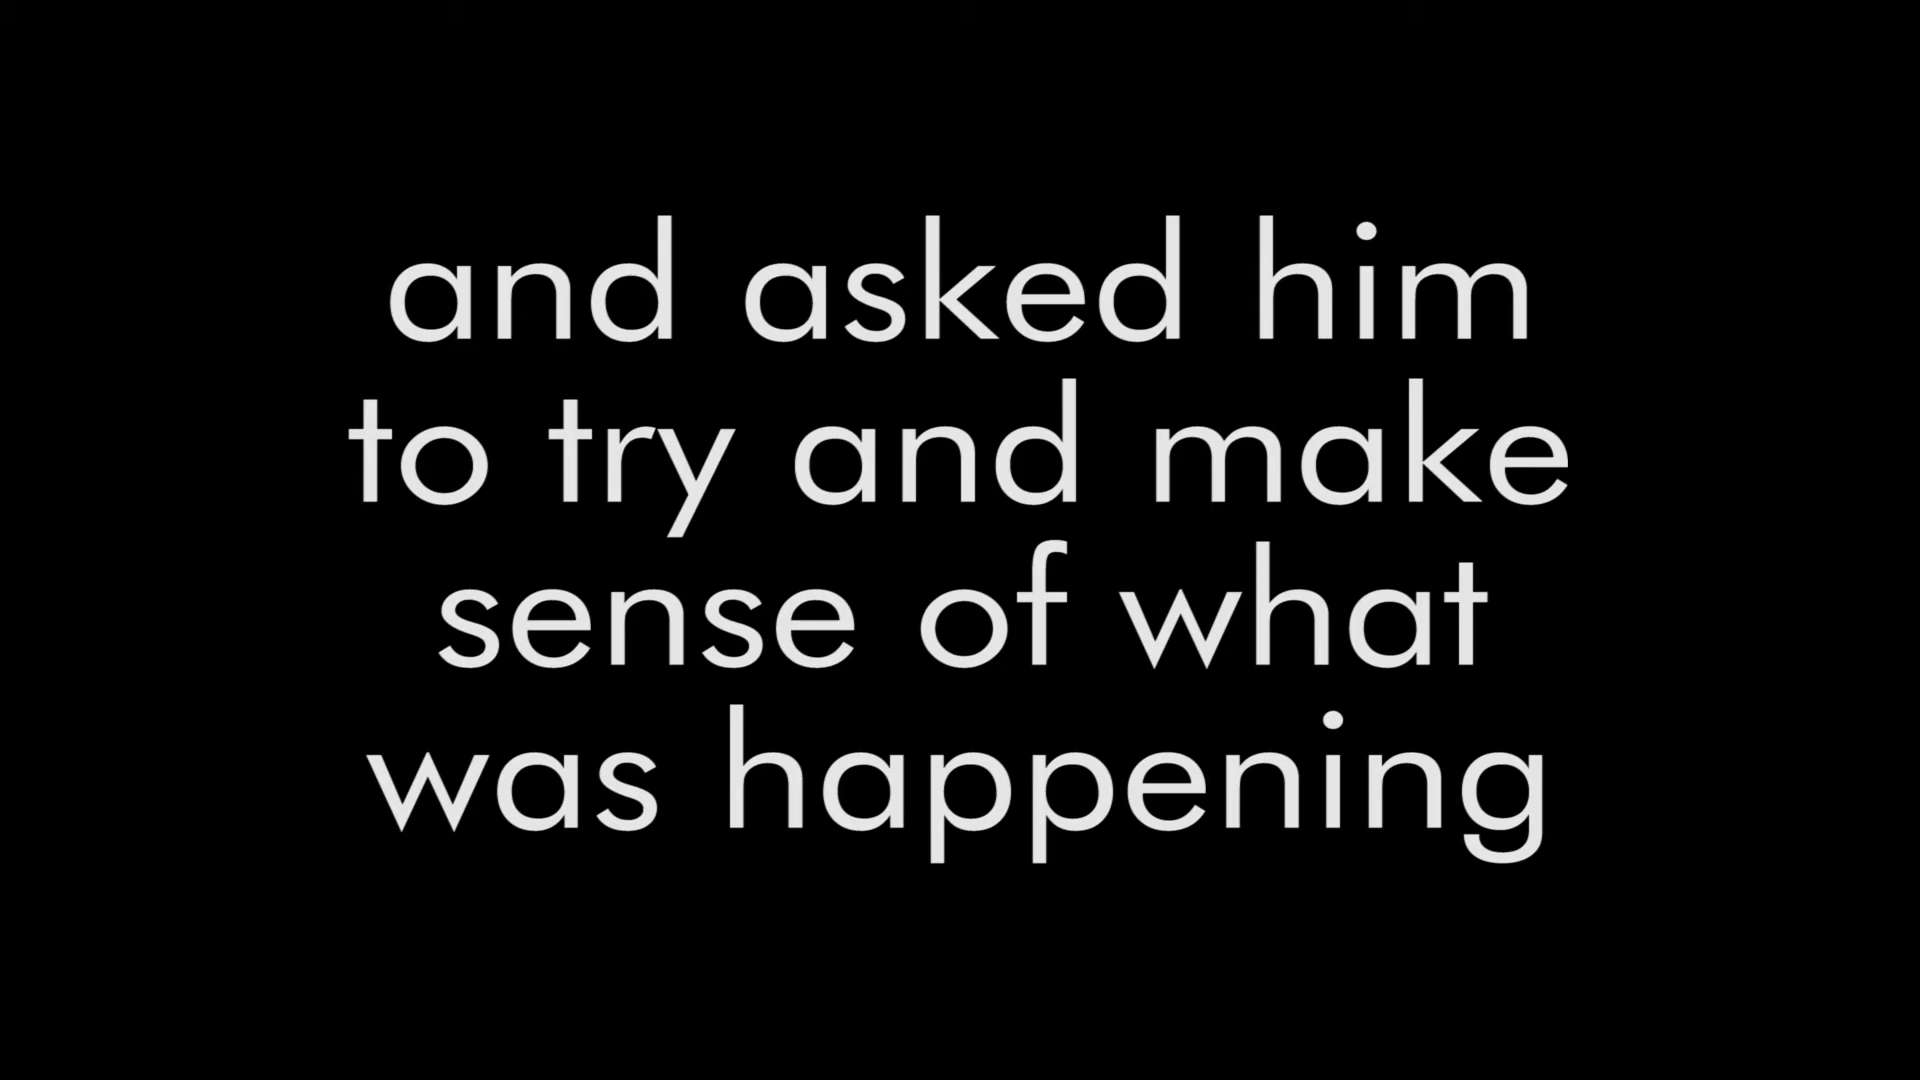 and asked him
to try and make
sense of what
was happening